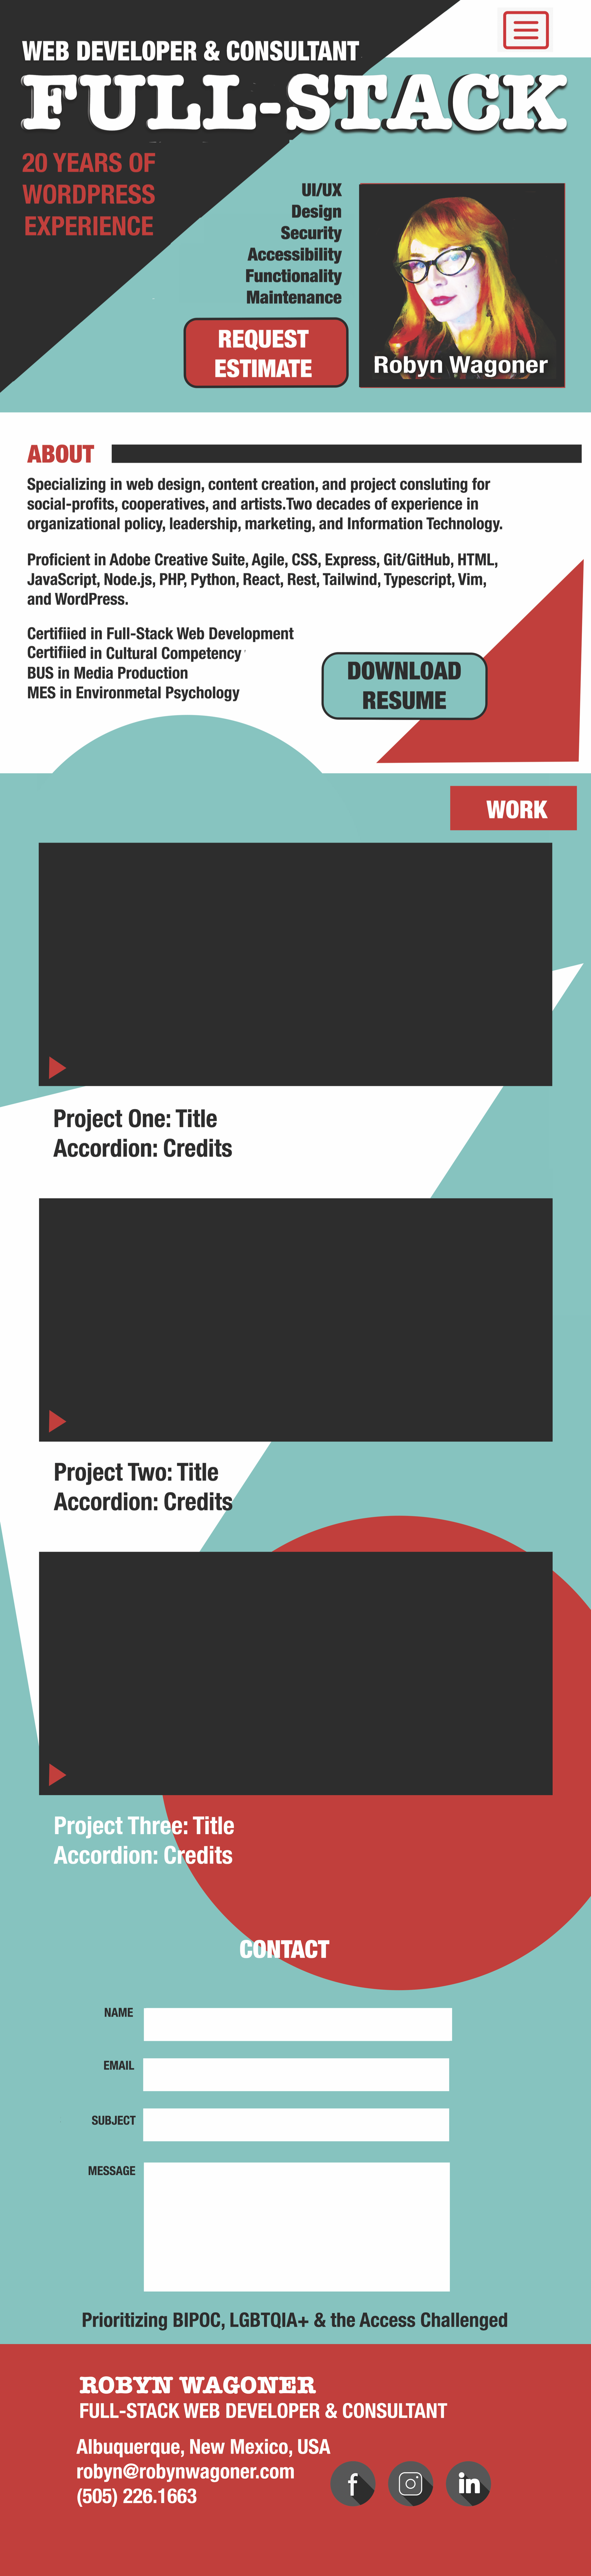 WEB DEVELOPER & CONSULTANT
FULL-STACK
20 YEARS OF
WORDPRESS
EXPERIENCE
UI/UX
Design
Security
Accessibility
Functionality
Maintenance
REQUEST
ESTIMATE
Robyn Wagoner
ABOUT
Specializing in web design, content creation, and project consluting for
social-profits, cooperatives, and artists.Two decades of experience in
organizational policy, leadership, marketing, and Information Technology.
Proficient in Adobe Creative Suite, Agile, CSS, Express, Git/GitHub, HTML,
JavaScript, Node.js, PHP, Python, React, Rest, Tailwind, Typescript, Vim,
and WordPress.
Certifiied in Full-Stack Web Development
Certifiied in Cultural Competency
BUS in Media Production
MES in Environmetal Psychology
DOWNLOAD
RESUME
WORK
Project One: Title
Accordion: Credits
Project Two: Title
Accordion: Credits
Project Three: Title
Accordion: Credits
CONTACT
NAME
EMAIL
SUBJECT
MESSAGE
Prioritizing BIPOC, LGBTQIA+ & the Access Challenged
ROBYN WAGONER
FULL-STACK WEB DEVELOPER & CONSULTANT
Albuquerque, New Mexico, USA
robyn@robynwagoner.com
(505) 226.1663
f
in